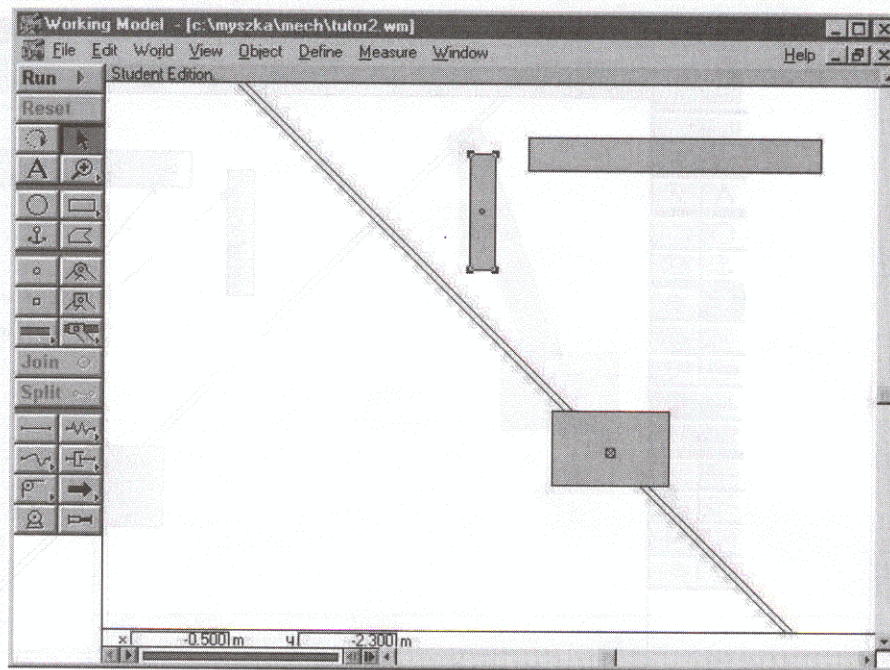 Working Model - [c:\myszka\mech\tutor2.wm]
File Edit World View Object Define Measure Window Help
Run
Student Edition
Reset
A
Join
Split
x -0.500 m y -2.300 m